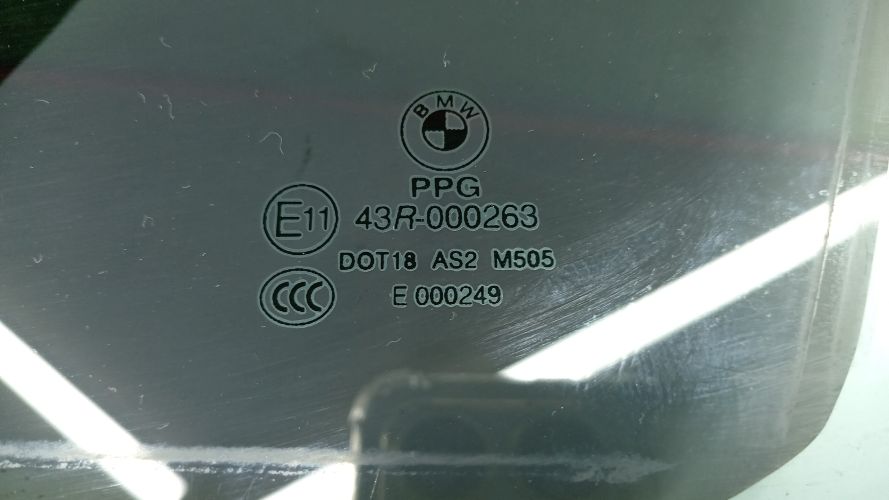 BMW
PPG
E11 43R-000263
DOT18 AS2 M505
CCC E 000249